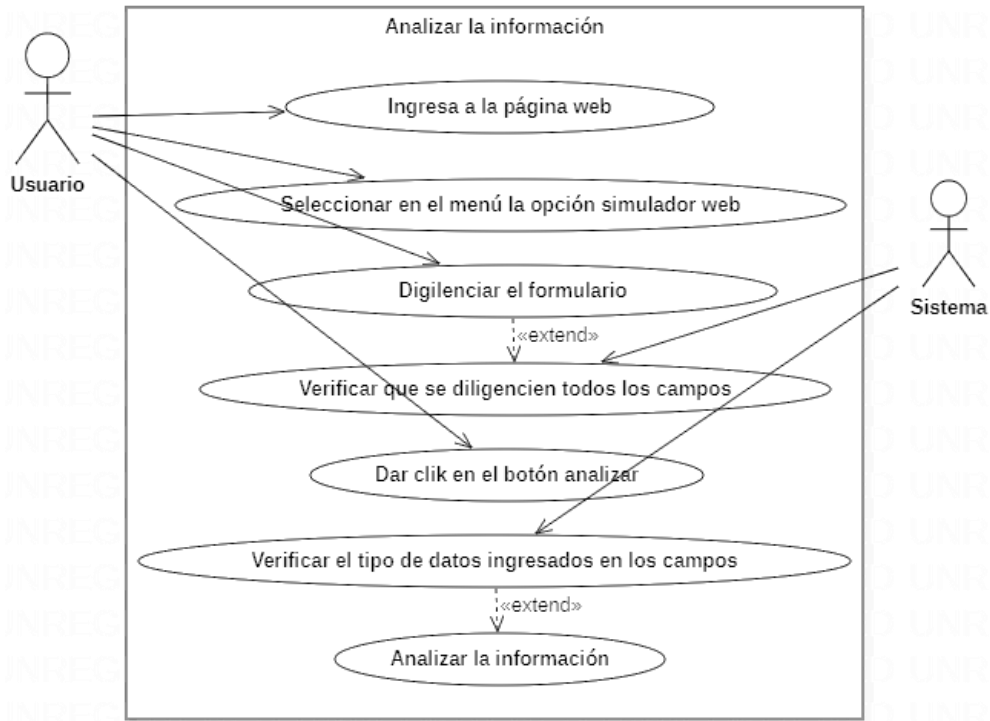 Analizar la información
Ingresa a la página web
Usuario
Seleccionar en el menú la opción simulador web
Digilenciar el formulario
Sistema
«extend»
Verificar que se diligencien todos los campos
Dar clik en el botón analizar
Verificar el tipo de datos ingresados en los campos
«extend»
Analizar la información